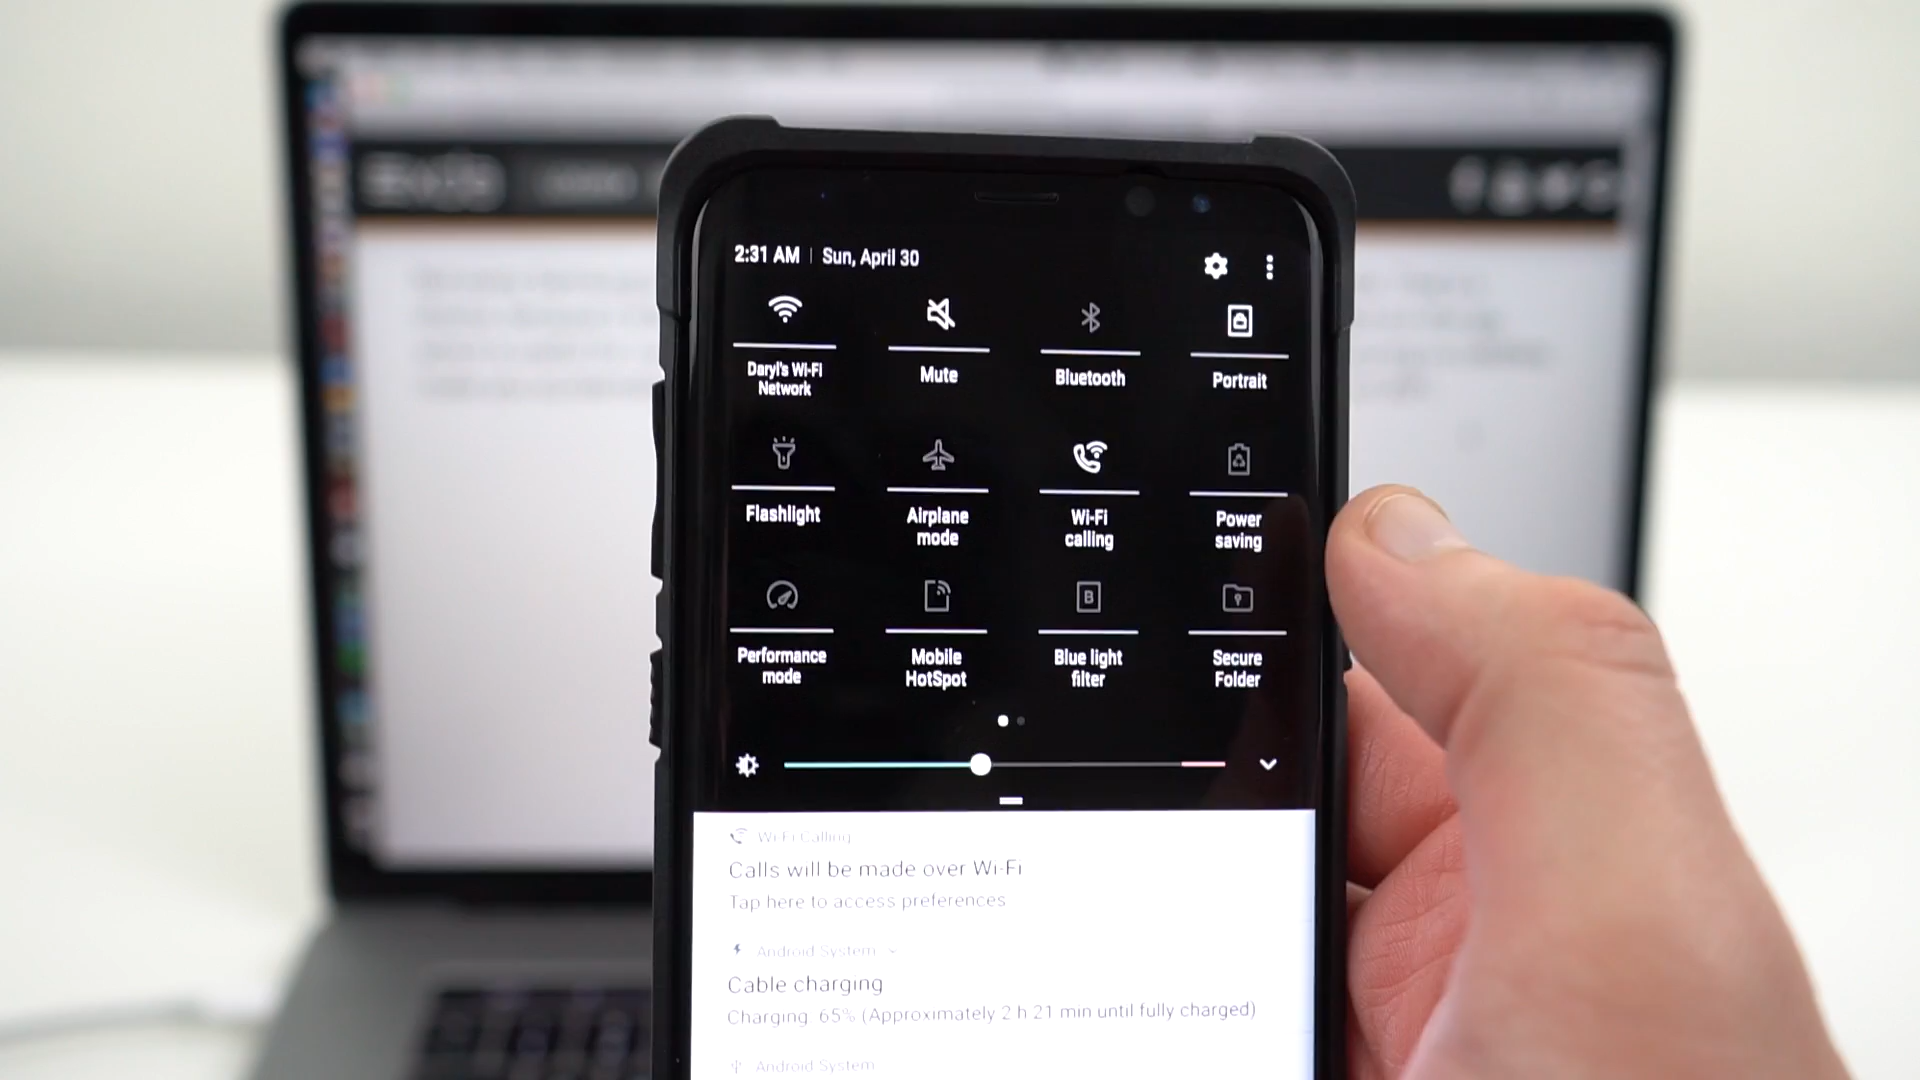 2:31 AM | Sun, April 30
Daryl's Wi-Fi
Network
Mute
Bluetooth
Portrait
Flashlight
Airplane
mode
Wi-Fi
calling
Power
saving
Performance
mode
Mobile
HotSpot
B
Blue light
filter
Secure
Folder
Wi-Fi Calling
Calls will be made over Wi-Fi
Tap here to access preferences
Android System
Cable charging
Charging 65% (Approximately 2 h 21 min until fully charged)
Android System